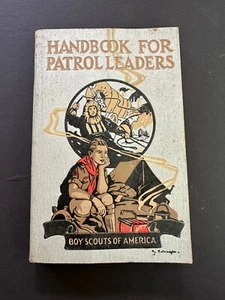 HANDBOOK FOR
PATROL LEADERS
BOY SCOUTS OF AMERICA